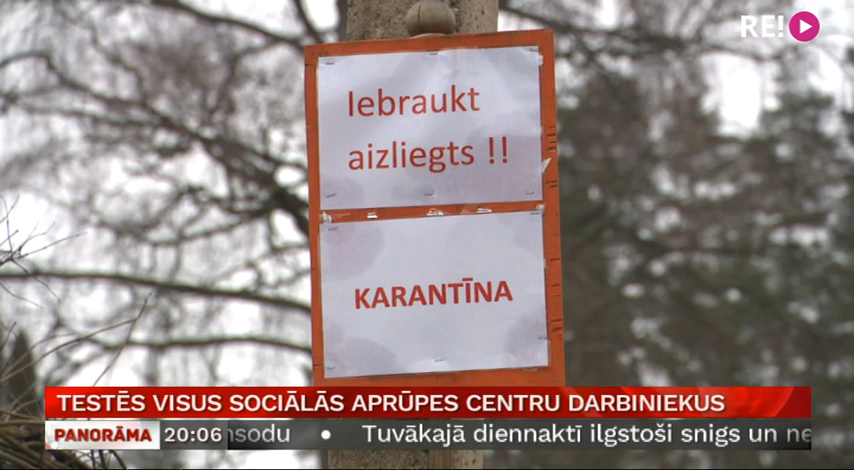 RE!
Iebraukt
aizliegts !!
KARANTĪNA
TESTĒS VISUS SOCIĀLĀS APRŪPES CENTRU DARBINIEKUS
PANORĀMA 20:06 • Tuvākajā diennaktī ilgstoši snigs un